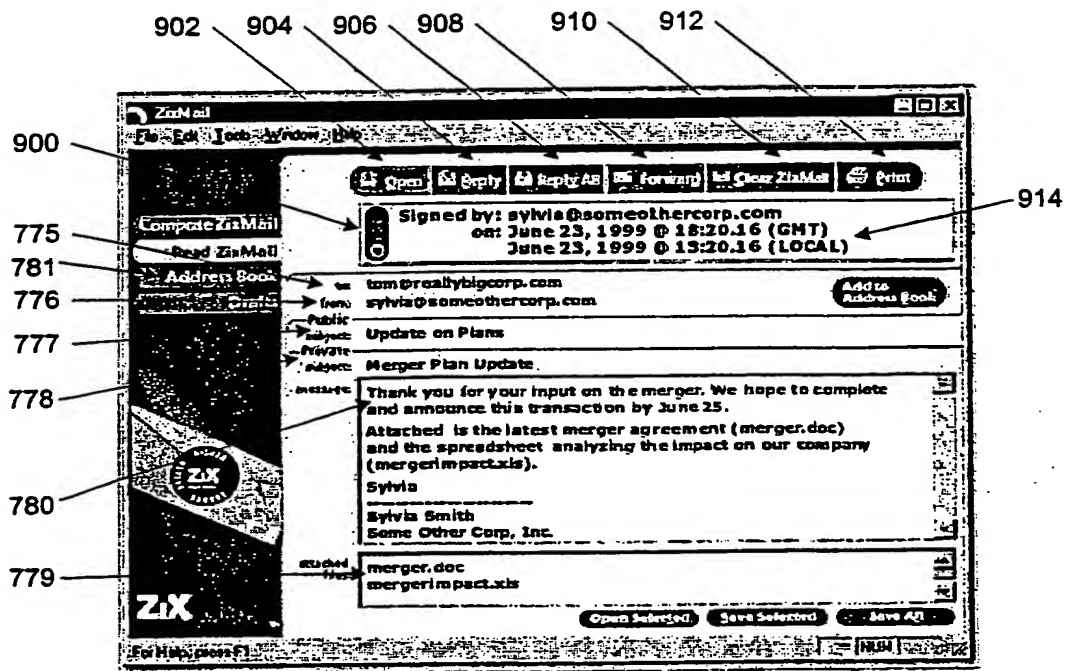 902 904 906 908 910 912
ZixMail
File Edit Tools Window Help
900
Open Reply Reply All Forward Clear ZixMail Print
914
Signed by: sylvia@someothercorp.com
on: June 23, 1999 @ 18:20.16 (GMT)
June 23, 1999 @ 13:20.16 (LOCAL)
Compose ZixMail
Read ZixMail
Address Book
Drafts
775
781
776
777
778
780
779
to: tom@reallybigcorp.com
from: sylvia@someothercorp.com
Add to
Address Book
Public
subject: Update on Plans
Private
subject: Merger Plan Update
message: Thank you for your input on the merger. We hope to complete
and announce this transaction by June 25.
Attached is the latest merger agreement (merger.doc)
and the spreadsheet analyzing the impact on our company
(mergerimpact.xls).
Sylvia
Sylvia Smith
Some Other Corp, Inc.
ZiX
attached
files: merger.doc
mergerimpact.xls
Open Selected Save Selected Save All
ZiX
For Help, press F1
NUM